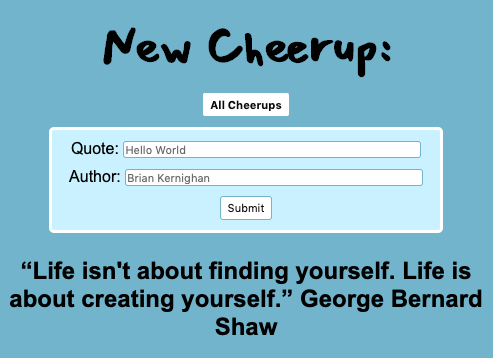 New Cheerup:
All Cheerups
Quote: Hello World
Author: Brian Kernighan
Submit
“Life isn't about finding yourself. Life is
about creating yourself.” George Bernard
Shaw